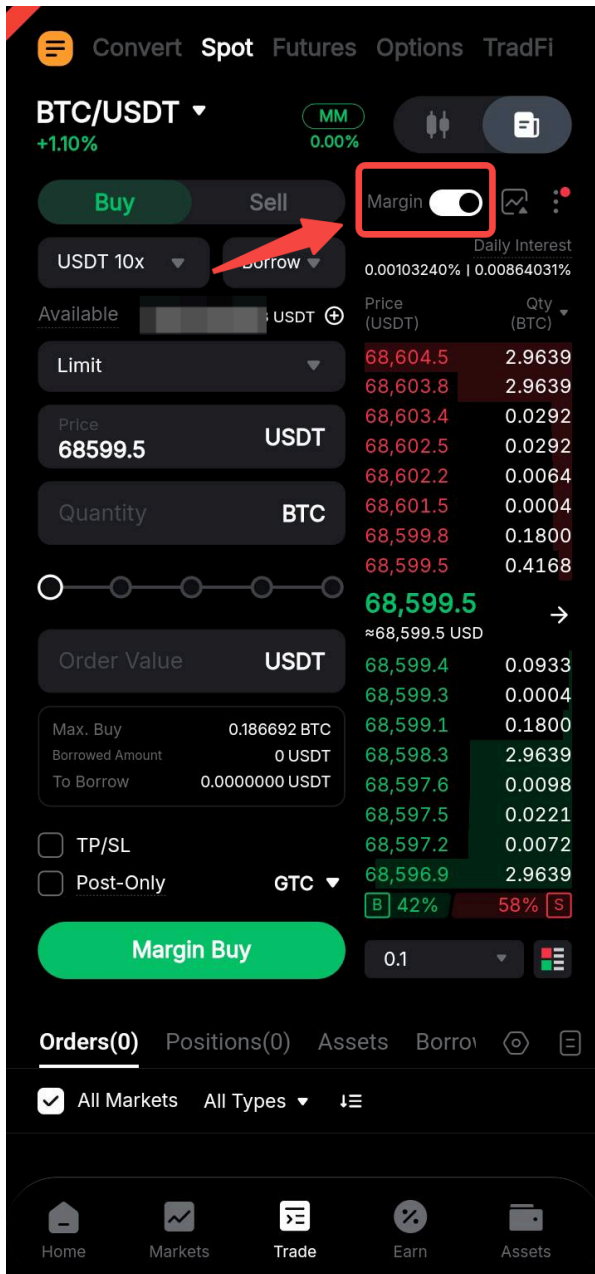 Convert Spot Futures Options TradFi
BTC/USDT
+1.10%
MM
0.00%
Buy Sell
Margin
USDT 10x
Borrow
Daily Interest
0.00103240% | 0.00864031%
Available
USDT
Price (USDT)
Qty (BTC)
Limit
Price
68599.5 USDT
Quantity BTC
Order Value USDT
Max. Buy 0.186692 BTC
Borrowed Amount 0 USDT
To Borrow 0.0000000 USDT
TP/SL
Post-Only GTC
Margin Buy
68,604.5 2.9639
68,603.8 2.9639
68,603.4 0.0292
68,602.5 0.0292
68,602.2 0.0064
68,601.5 0.0004
68,599.8 0.1800
68,599.5 0.4168
68,599.5
≈68,599.5 USD
68,599.4 0.0933
68,599.3 0.0004
68,599.1 0.1800
68,598.3 2.9639
68,597.6 0.0098
68,597.5 0.0221
68,597.2 0.0072
68,596.9 2.9639
B 42% 58% S
0.1
Orders(0) Positions(0) Assets
All Markets All Types
Home Markets Trade Earn Assets